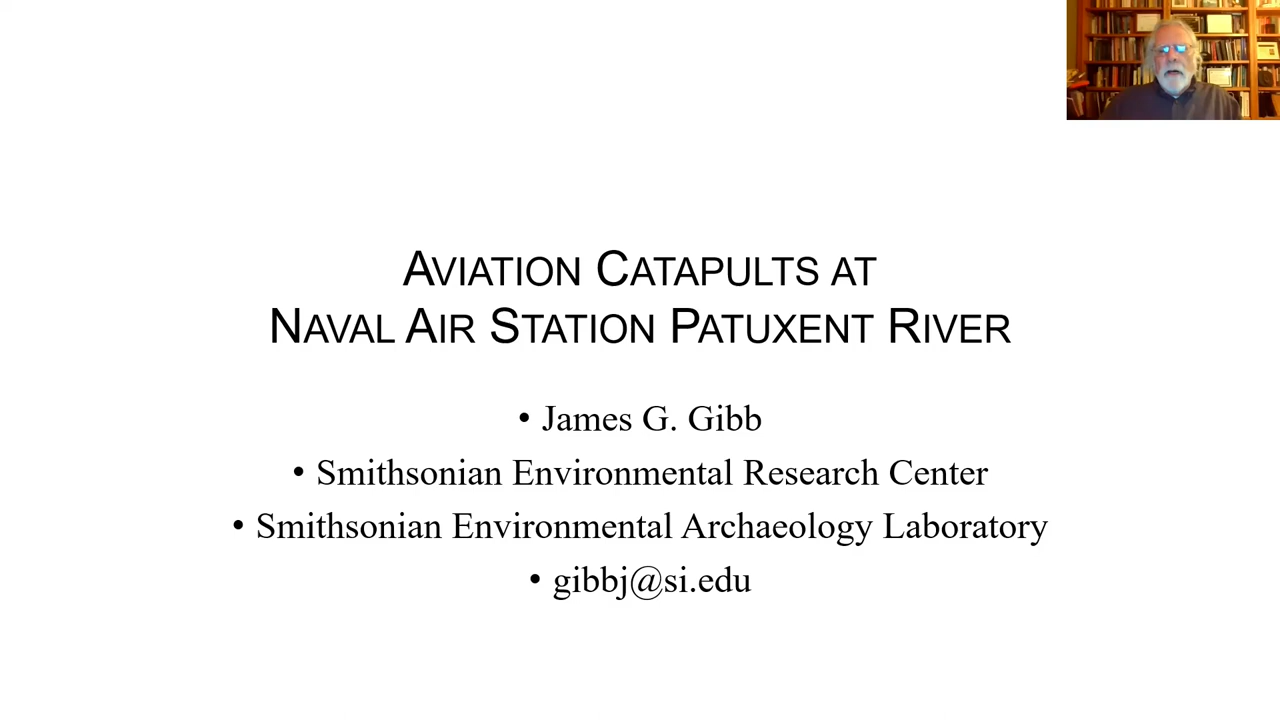 AVIATION CATAPULTS AT
NAVAL AIR STATION PATUXENT RIVER
• James G. Gibb
• Smithsonian Environmental Research Center
• Smithsonian Environmental Archaeology Laboratory
• gibbj@si.edu